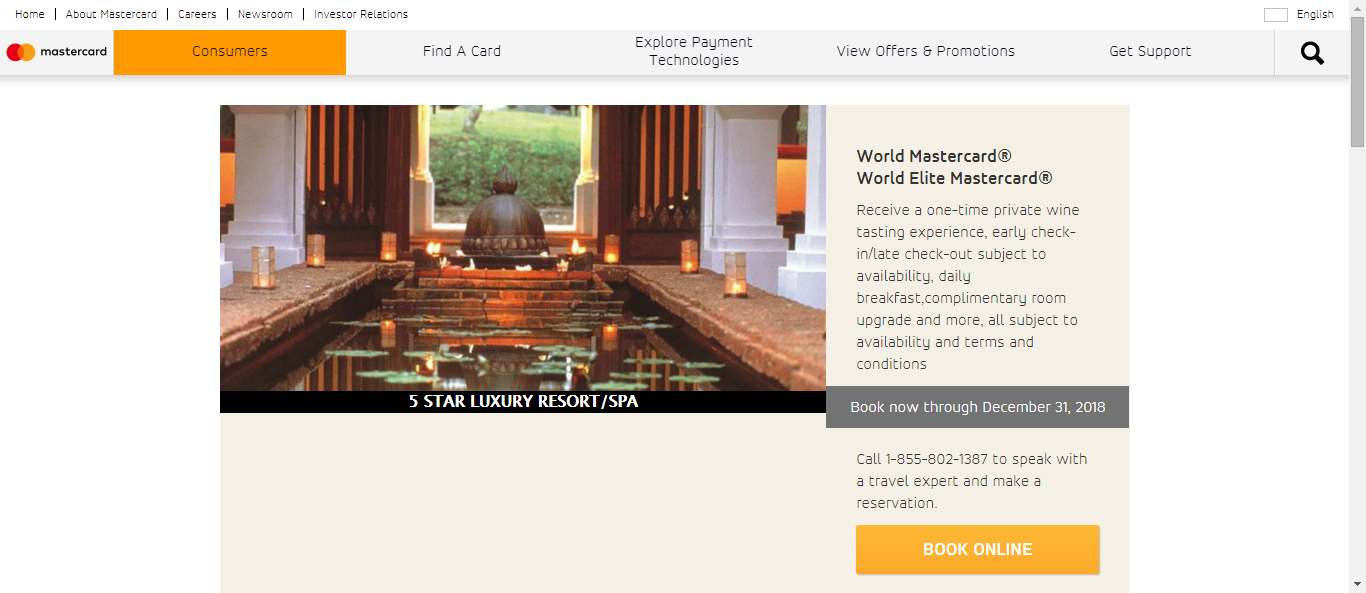 Home
About Mastercard
Careers
Newsroom
Investor Relations
English
mastercard
Consumers
Find A Card
Explore Payment
Technologies
View Offers & Promotions
Get Support
5 STAR LUXURY RESORT/SPA
World Mastercard®
World Elite Mastercard®
Receive a one-time private wine
tasting experience, early check-
in/late check-out subject to
availability, daily
breakfast,complimentary room
upgrade and more, all subject to
availability and terms and
conditions
Book now through December 31, 2018
Call 1-855-802-1387 to speak with
a travel expert and make a
reservation.
BOOK ONLINE